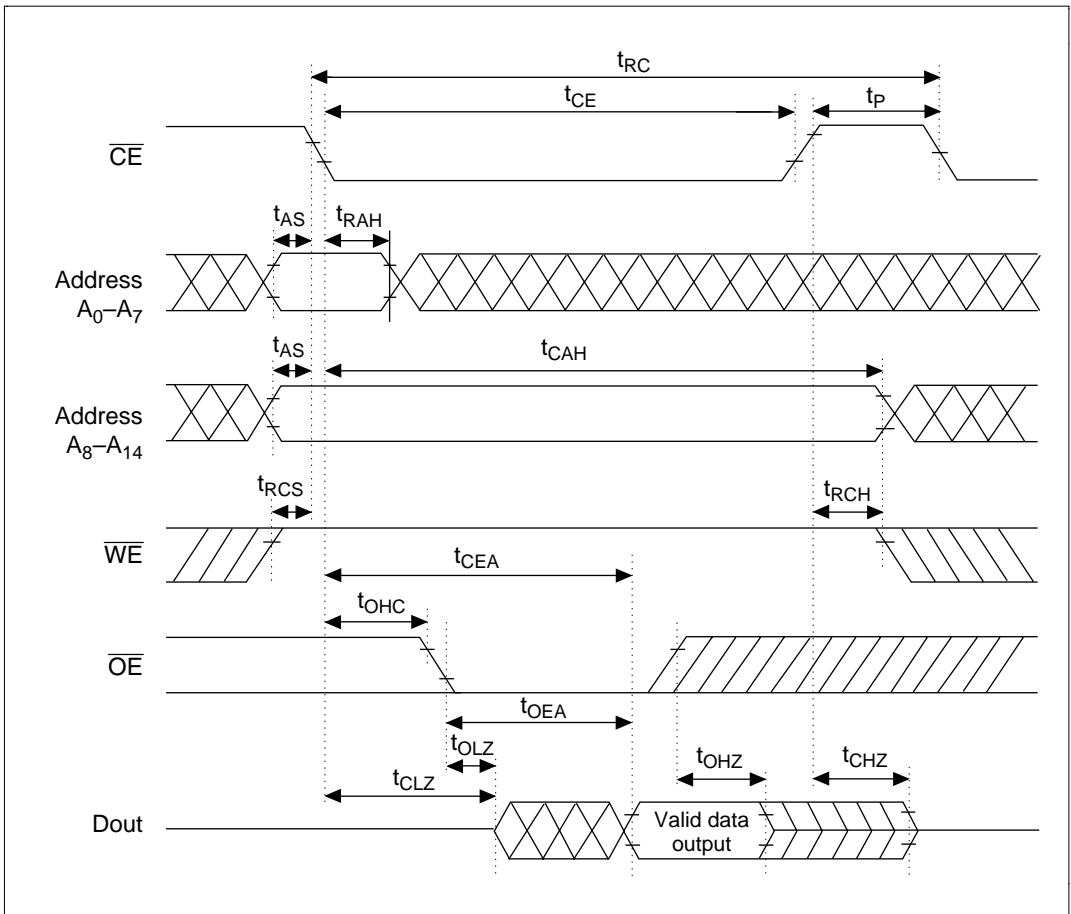 tRC
tCE
tP
CE
tAS
tRAH
Address
A0–A7
tAS
tCAH
Address
A8–A14
tRCS
tRCH
WE
tCEA
tOHC
OE
tOEA
tOLZ
tOHZ
tCHZ
tCLZ
Dout
Valid data
output